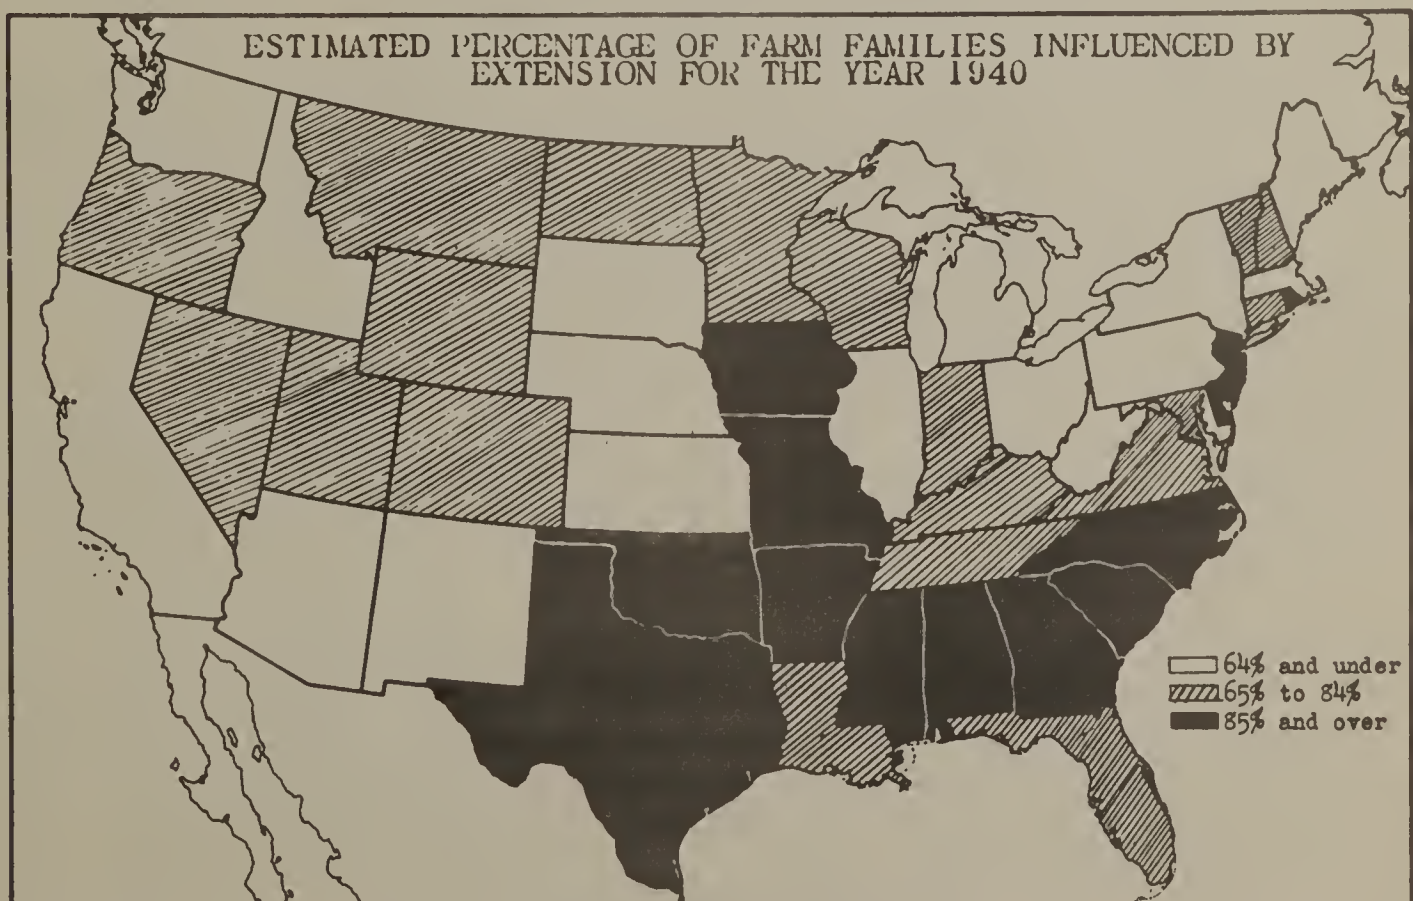 ESTIMATED PERCENTAGE OF FARM FAMILIES INFLUENCED BY
EXTENSION FOR THE YEAR 1940
64% and under
65% to 84%
85% and over